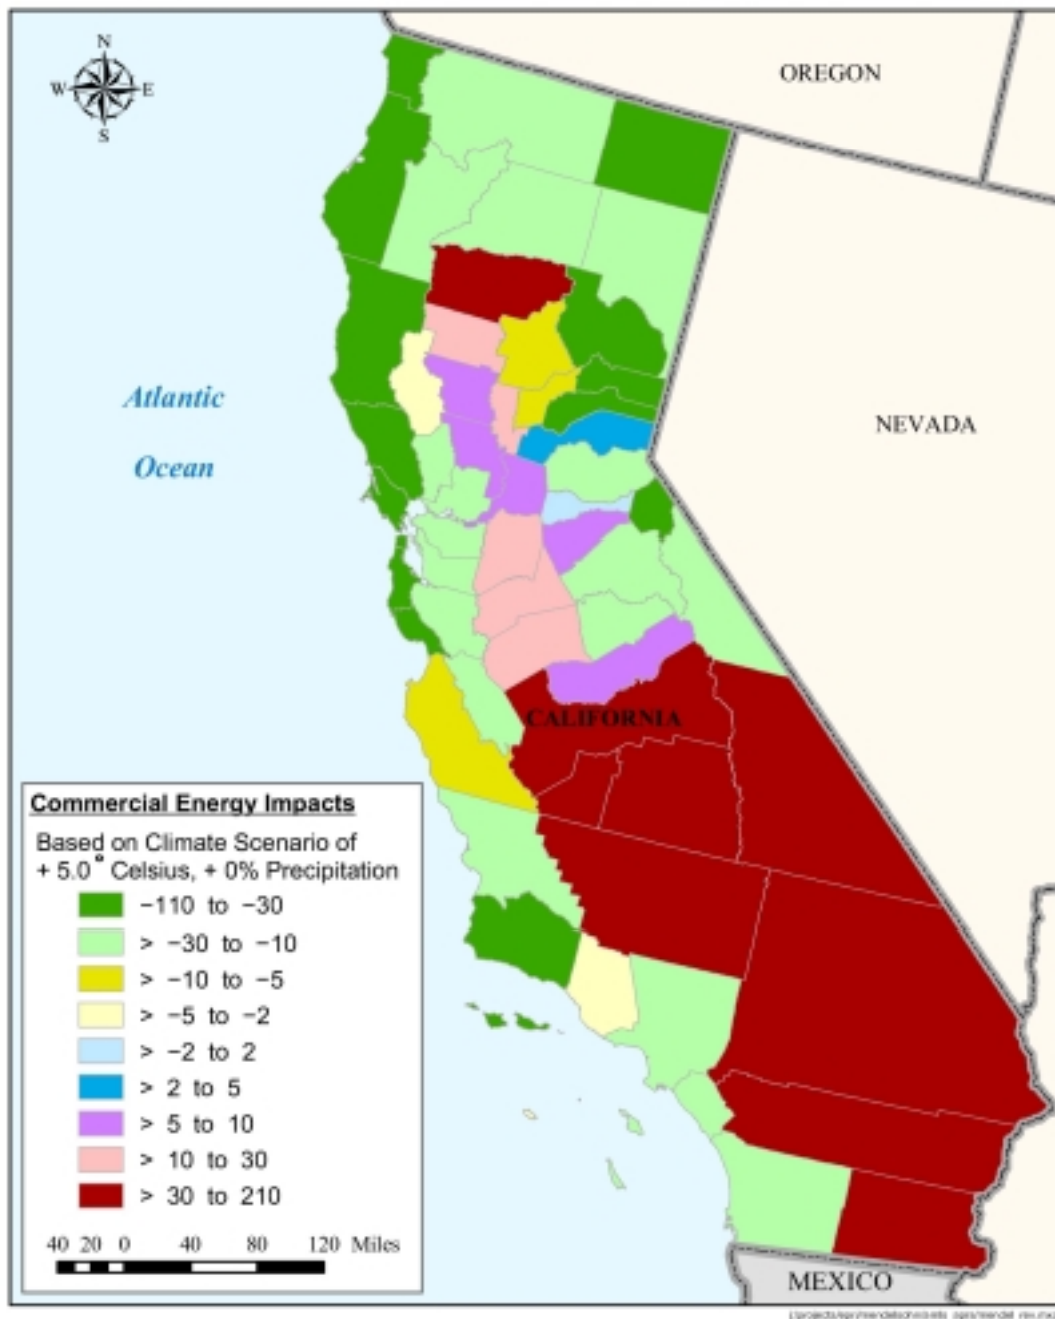 N
W E
S
OREGON
NEVADA
Atlantic
Ocean
CALIFORNIA
Commercial Energy Impacts
Based on Climate Scenario of
+ 5.0° Celsius, + 0% Precipitation
−110 to −30
> −30 to −10
> −10 to −5
> −5 to −2
> −2 to 2
> 2 to 5
> 5 to 10
> 10 to 30
> 30 to 210
40 20 0 40 80 120 Miles
MEXICO